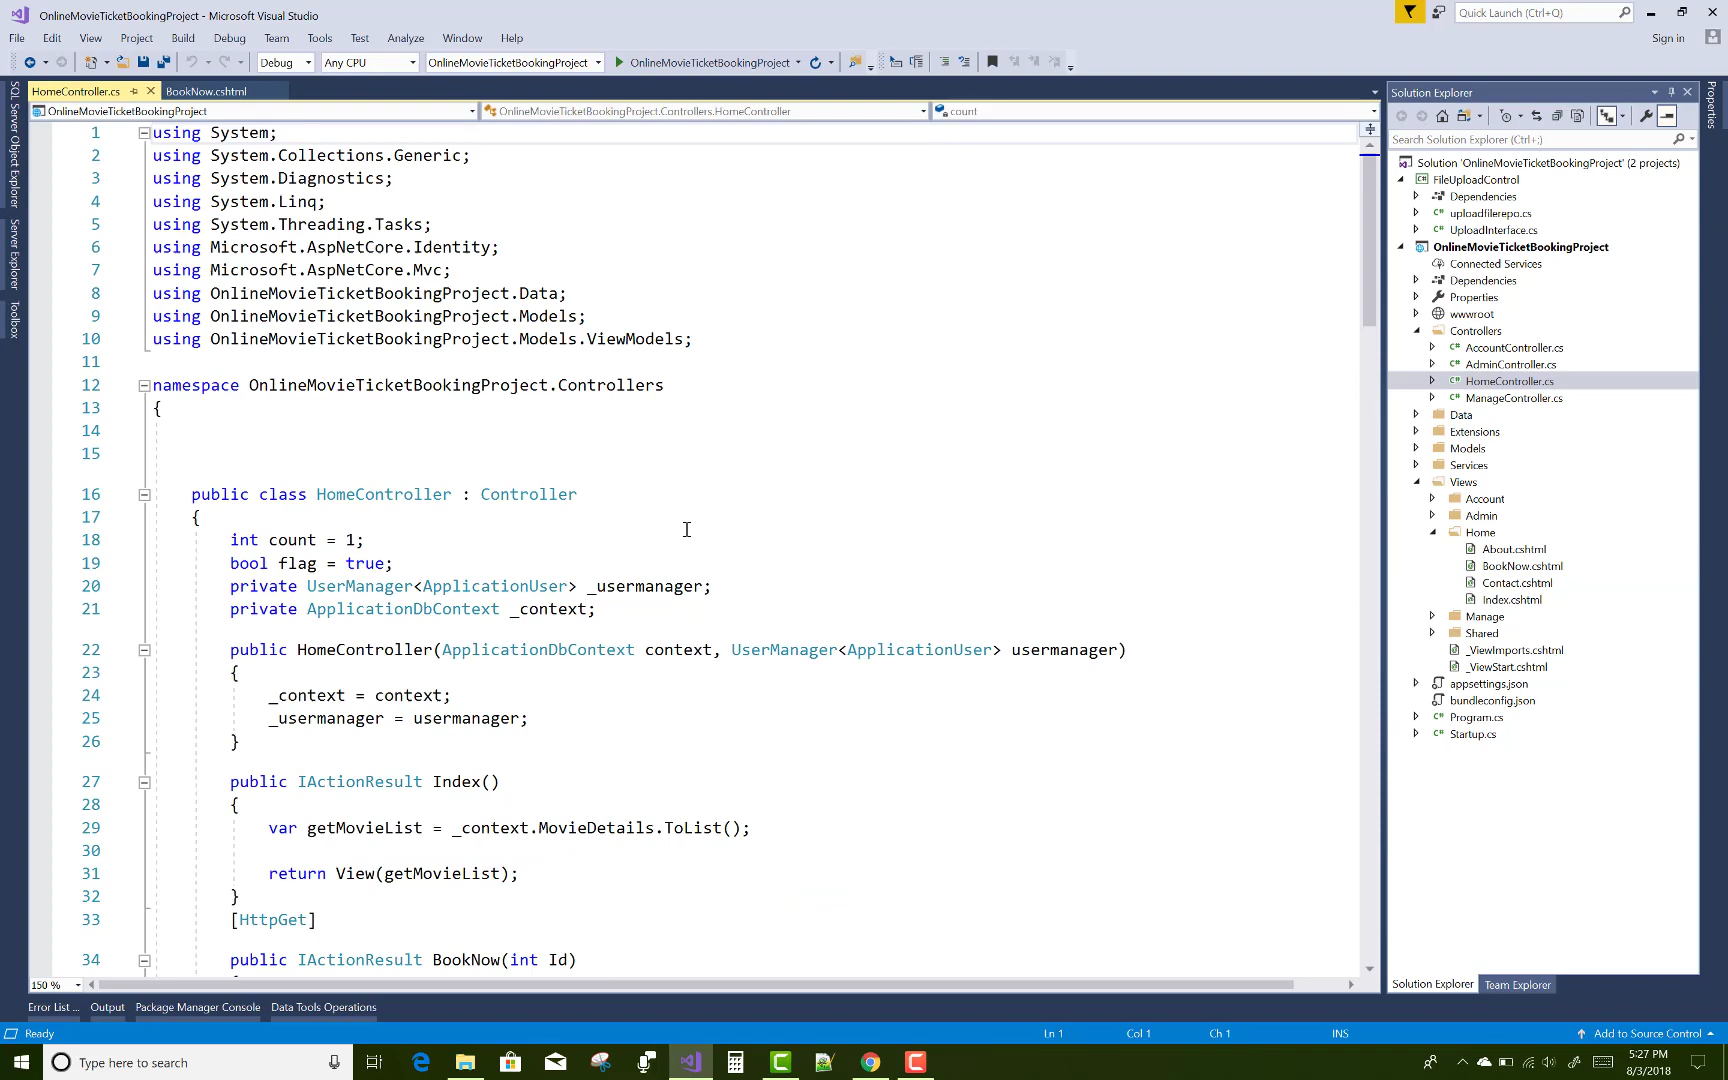 OnlineMovieTicketBookingProject - Microsoft Visual Studio
Quick Launch (Ctrl+Q)
File Edit View Project Build Debug Team Tools Test Analyze Window Help
Sign in
Debug Any CPU OnlineMovieTicketBookingProject OnlineMovieTicketBookingProject
HomeController.cs BookNow.cshtml
OnlineMovieTicketBookingProject OnlineMovieTicketBookingProject.Controllers.HomeController count
SQL Server Object Explorer
Server Explorer
Toolbox
1 using System;
2 using System.Collections.Generic;
3 using System.Diagnostics;
4 using System.Linq;
5 using System.Threading.Tasks;
6 using Microsoft.AspNetCore.Identity;
7 using Microsoft.AspNetCore.Mvc;
8 using OnlineMovieTicketBookingProject.Data;
9 using OnlineMovieTicketBookingProject.Models;
10 using OnlineMovieTicketBookingProject.Models.ViewModels;
11
12 namespace OnlineMovieTicketBookingProject.Controllers
13 {
14
15
16 public class HomeController : Controller
17 {
18 int count = 1;
19 bool flag = true;
20 private UserManager<ApplicationUser> _usermanager;
21 private ApplicationDbContext _context;
22 public HomeController(ApplicationDbContext context, UserManager<ApplicationUser> usermanager)
23 {
24 _context = context;
25 _usermanager = usermanager;
26 }
27 public IActionResult Index()
28 {
29 var getMovieList = _context.MovieDetails.ToList();
30
31 return View(getMovieList);
32 }
33 [HttpGet]
34 public IActionResult BookNow(int Id)
150 %
Solution Explorer
Search Solution Explorer (Ctrl+;)
Solution 'OnlineMovieTicketBookingProject' (2 projects)
FileUploadControl
Dependencies
uploadfilerepo.cs
UploadInterface.cs
OnlineMovieTicketBookingProject
Connected Services
Dependencies
Properties
wwwroot
Controllers
AccountController.cs
AdminController.cs
HomeController.cs
ManageController.cs
Data
Extensions
Models
Services
Views
Account
Admin
Home
About.cshtml
BookNow.cshtml
Contact.cshtml
Index.cshtml
Manage
Shared
_ViewImports.cshtml
_ViewStart.cshtml
appsettings.json
bundleconfig.json
Program.cs
Startup.cs
Solution Explorer Team Explorer
Properties
Error List ... Output Package Manager Console Data Tools Operations
Ready Ln 1 Col 1 Ch 1 INS Add to Source Control
Type here to search
5:27 PM
8/3/2018